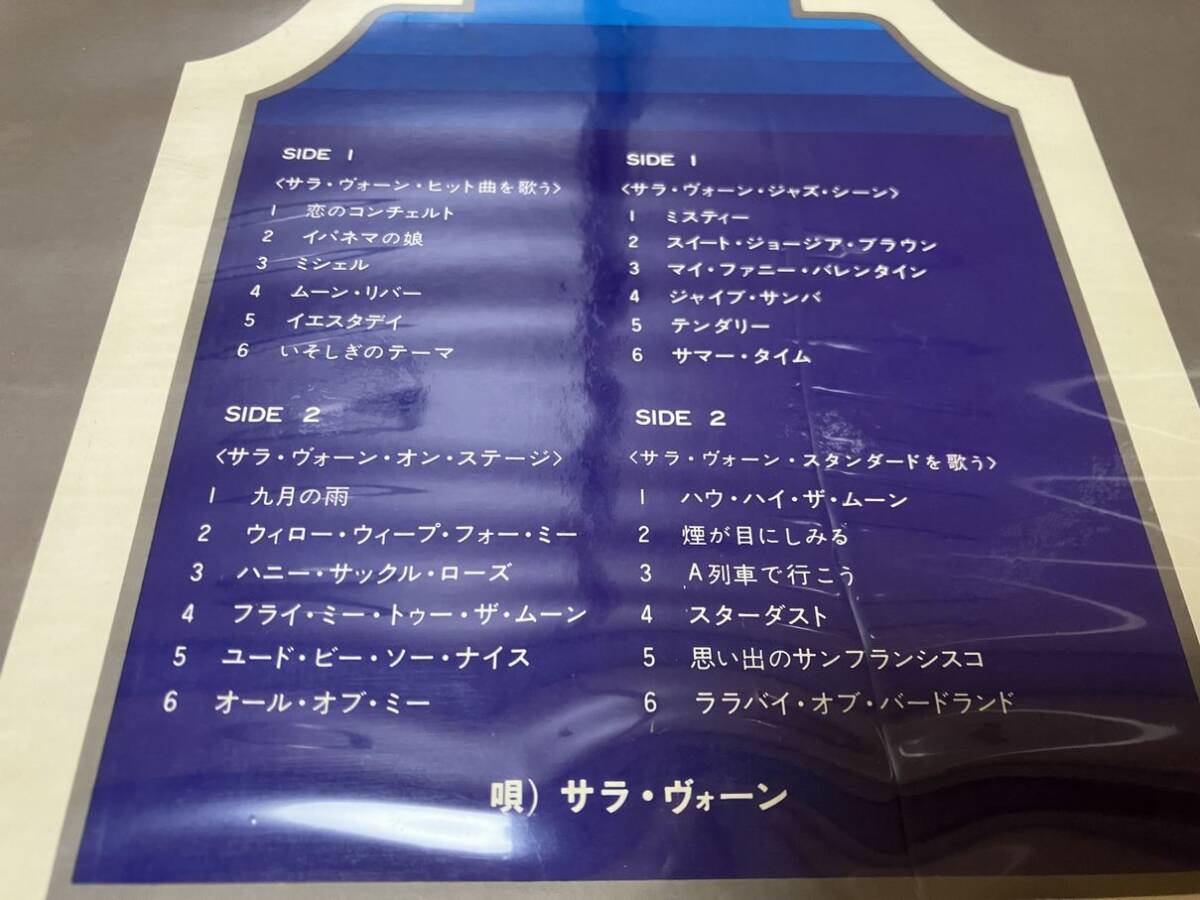 SIDE 1
〈サラ・ヴォーン・ヒット曲を歌う〉
1 恋のコンチェルト
2 イパネマの娘
3 ミシェル
4 ムーン・リバー
5 イエスタデイ
6 いそしぎのテーマ
SIDE 2
〈サラ・ヴォーン・オン・ステージ〉
1 九月の雨
2 ウィロー・ウィープ・フォー・ミー
3 ハニー・サックル・ローズ
4 フライ・ミー・トゥー・ザ・ムーン
5 ユード・ビー・ソー・ナイス
6 オール・オブ・ミー
SIDE 1
〈サラ・ヴォーン・ジャズ・シーン〉
1 ミスティー
2 スイート・ジョージア・ブラウン
3 マイ・ファニー・バレンタイン
4 ジャイブ・サンバ
5 テンダリー
6 サマー・タイム
SIDE 2
〈サラ・ヴォーン・スタンダードを歌う〉
1 ハウ・ハイ・ザ・ムーン
2 煙が目にしみる
3 A列車で行こう
4 スターダスト
5 思い出のサンフランシスコ
6 ララバイ・オブ・バードランド
唄）サラ・ヴォーン